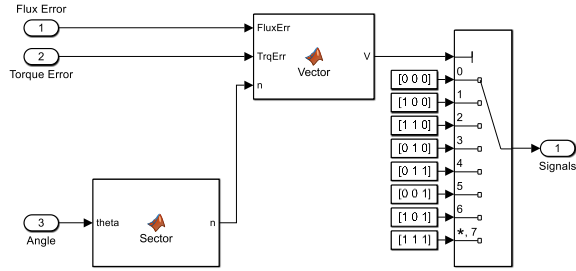 Flux Error
1
FluxErr
2
TrqErr
V
Torque Error
Vector
n
[0 0 0]
0
[1 0 0]
1
[1 1 0]
2
[0 1 0]
3
1
Signals
[0 1 1]
4
[0 0 1]
5
3
theta
n
[1 0 1]
6
Angle
Sector
[1 1 1]
*, 7